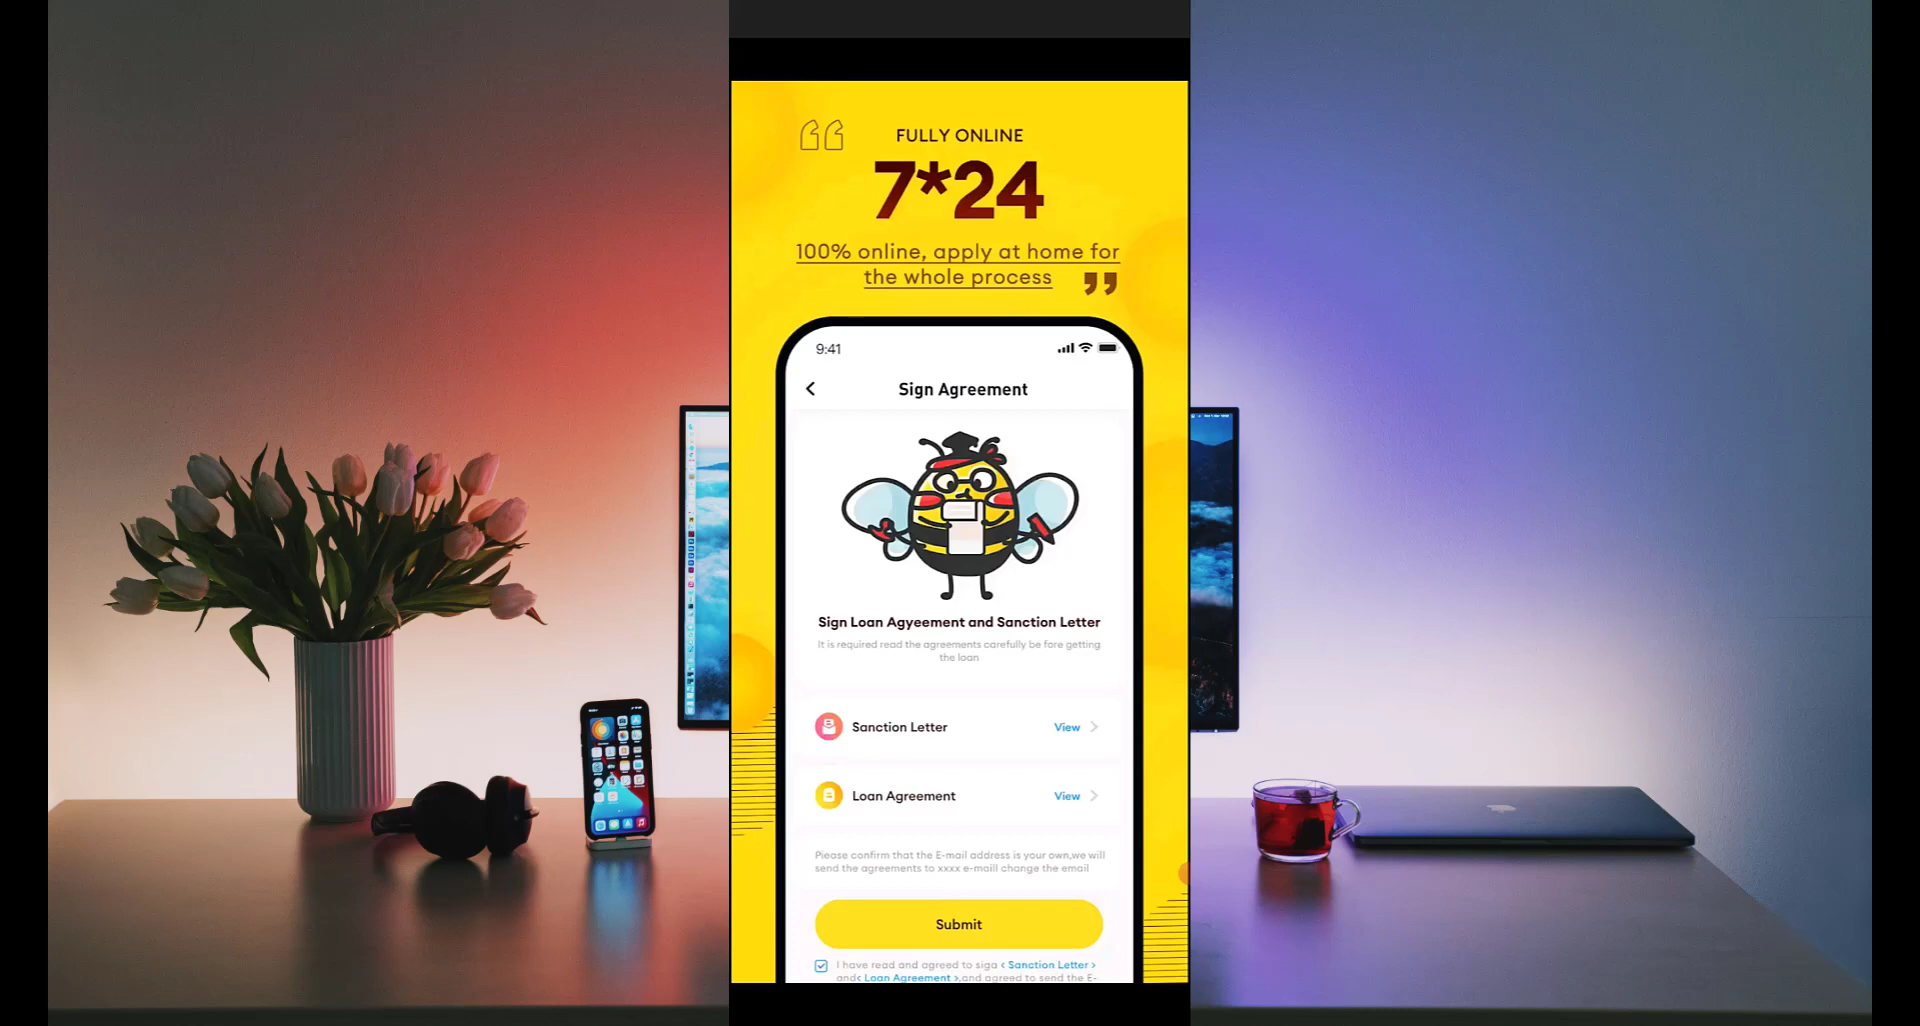 FULLY ONLINE
7*24
100% online, apply at home for
the whole process
9:41
Sign Agreement
Sign Loan Agyeement and Sanction Letter
It is required read the agreements carefully be fore getting
the loan
Sanction Letter View
Loan Agreement View
Please confirm that the E-mail address is your own,we will
send the agreements to xxxx e-maill change the email
Submit
I have read and agreed to siga < Sanction Letter >
and< Loan Agreement >,and agreed to send the E-